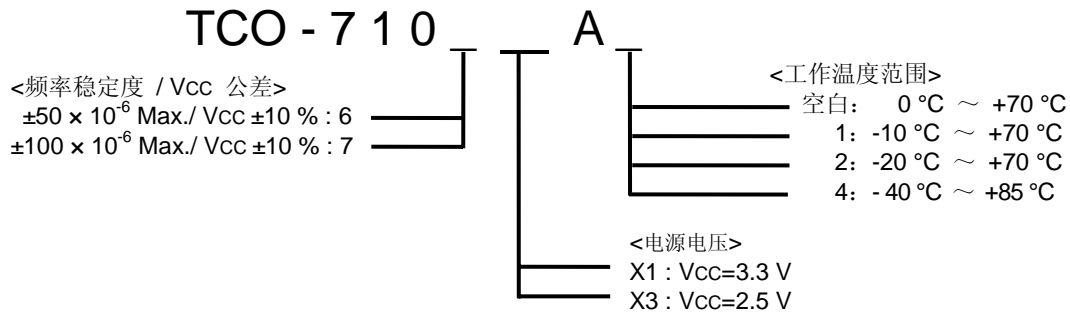 TCO - 7 1 0 _ _ A _
<频率稳定度 / Vcc 公差>
±50 × 10⁻⁶ Max./ Vcc ±10 % : 6
±100 × 10⁻⁶ Max./ Vcc ±10 % : 7
<工作温度范围>
空白: 0 °C ~ +70 °C
1: -10 °C ~ +70 °C
2: -20 °C ~ +70 °C
4: - 40 °C ~ +85 °C
<电源电压>
X1 : Vcc=3.3 V
X3 : Vcc=2.5 V